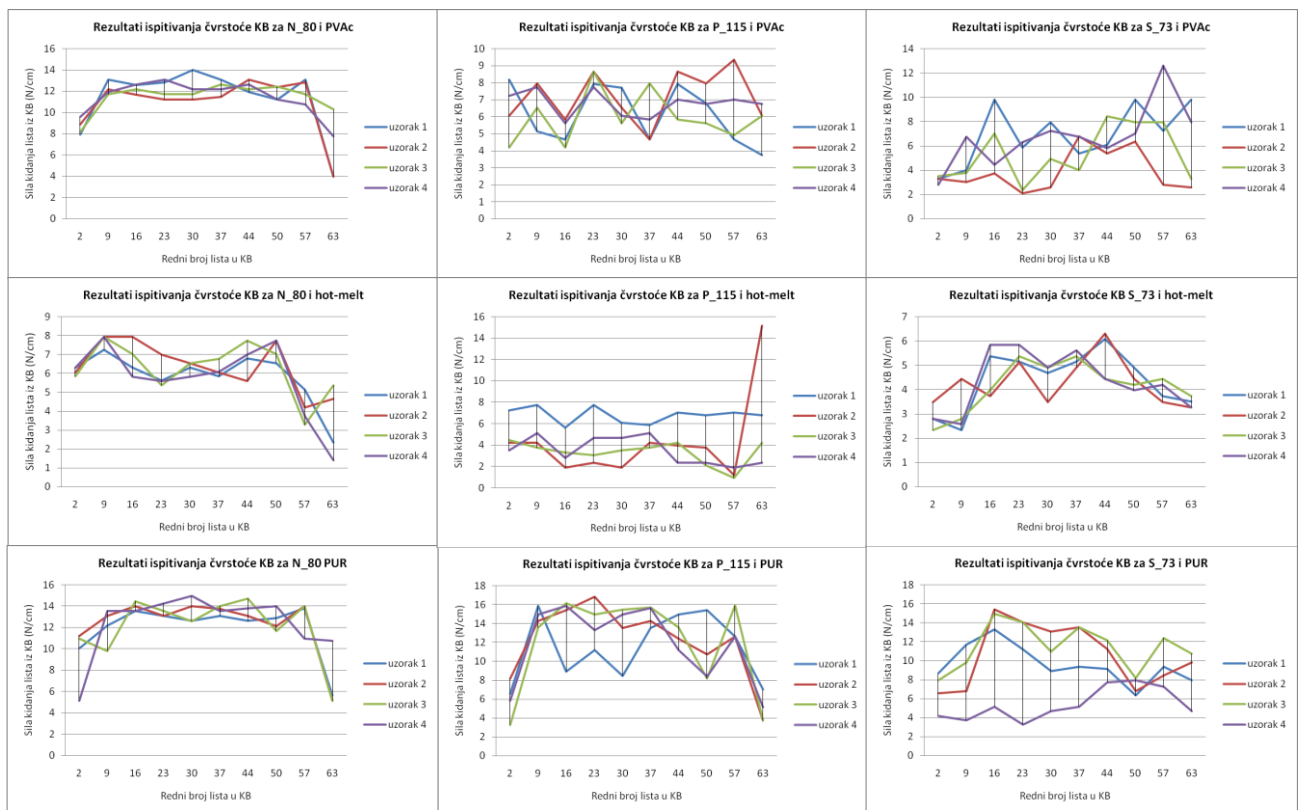 Rezultati ispitivanja čvrstoće KB za N_80 i PVAc
Sila kidanja lista iz KB (N/cm)
16
14
12
10
8
6
4
2
0
2 9 16 23 30 37 44 50 57 63
Redni broj lista u KB
uzorak 1
uzorak 2
uzorak 3
uzorak 4
Rezultati ispitivanja čvrstoće KB za P_115 i PVAc
Sila kidanja lista iz KB (N/cm)
10
9
8
7
6
5
4
3
2
1
0
2 9 16 23 30 37 44 50 57 63
Redni broj lista u KB
uzorak 1
uzorak 2
uzorak 3
uzorak 4
Rezultati ispitivanja čvrstoće KB za S_73 i PVAc
Sila kidanja lista iz KB (N/cm)
14
12
10
8
6
4
2
0
2 9 16 23 30 37 44 50 57 63
Redni broj lista u KB
uzorak 1
uzorak 2
uzorak 3
uzorak 4
Rezultati ispitivanja čvrstoće KB za N_80 i hot-melt
Sila kidanja lista iz KB (N/cm)
9
8
7
6
5
4
3
2
1
0
2 9 16 23 30 37 44 50 57 63
Redni broj lista u KB
uzorak 1
uzorak 2
uzorak 3
uzorak 4
Rezultati ispitivanja čvrstoće KB za P_115 i hot-melt
Sila kidanja lista iz KB (N/cm)
16
14
12
10
8
6
4
2
0
2 9 16 23 30 37 44 50 57 63
Redni broj lista u KB
uzorak 1
uzorak 2
uzorak 3
uzorak 4
Rezultati ispitivanja čvrstoće KB S_73 i hot-melt
Sila kidanja lista iz KB (N/cm)
7
6
5
4
3
2
1
0
2 9 16 23 30 37 44 50 57 63
Redni broj lista u KB
uzorak 1
uzorak 2
uzorak 3
uzorak 4
Rezultati ispitivanja čvrstoće KB za N_80 PUR
Sila kidanja lista iz KB (N/cm)
16
14
12
10
8
6
4
2
0
2 9 16 23 30 37 44 50 57 63
Redni broj lista u KB
uzorak 1
uzorak 2
uzorak 3
uzorak 4
Rezultati ispitivanja čvrstoće KB za P_115 i PUR
Sila kidanja lista iz KB (N/cm)
18
16
14
12
10
8
6
4
2
0
2 9 16 23 30 37 44 50 57 63
Redni broj lista u KB
uzorak 1
uzorak 2
uzorak 3
uzorak 4
Rezultati ispitivanja čvrstoće KB za S_73 i PUR
Sila kidanja lista iz KB (N/cm)
18
16
14
12
10
8
6
4
2
0
2 9 16 23 30 37 44 50 57 63
Redni broj lista u KB
uzorak 1
uzorak 2
uzorak 3
uzorak 4